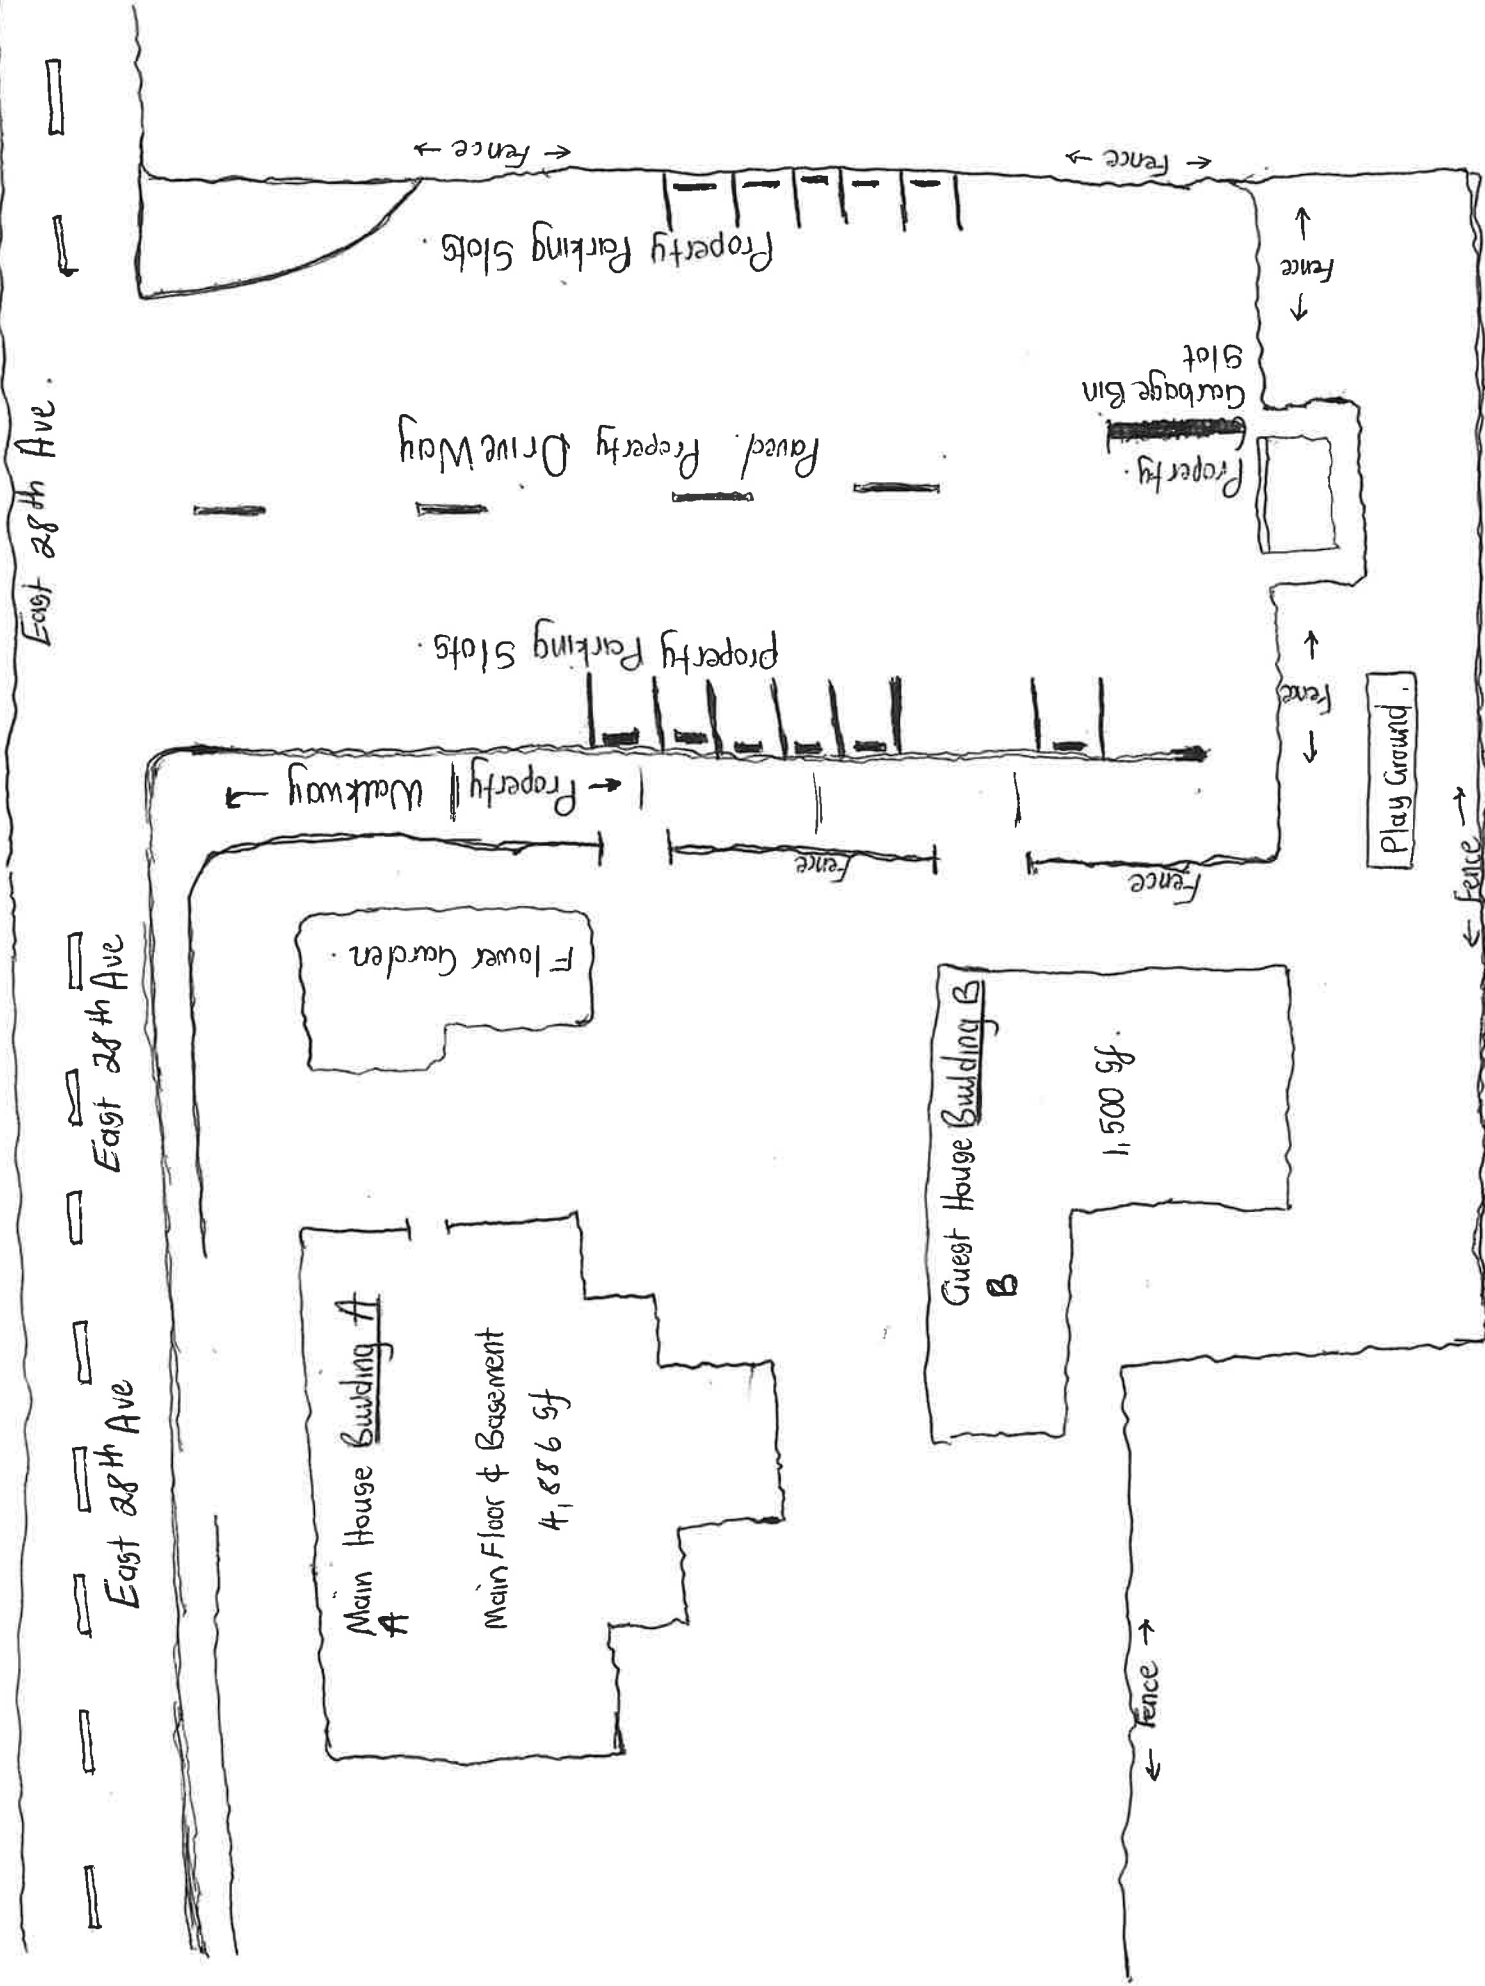 East 28th Ave.
East 28th Ave
East 28th Ave
← Fence →
← Fence →
Property Parking Slots.
← Fence →
Paved. Property DriveWay
Property.
Garbage Bin
Slot
Property Parking Slots.
← Fence →
← Property Walkway →
Fence
Fence
Play Ground.
← Fence →
Flower Garden.
Guest House Building B
B
1,500 sf.
Main House Building A
A
Main Floor & Basement
4,886 sf
← Fence →